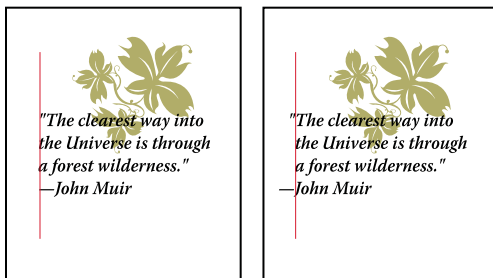 "The clearest way into
the Universe is through
a forest wilderness."
—John Muir
"The clearest way into
the Universe is through
a forest wilderness."
—John Muir